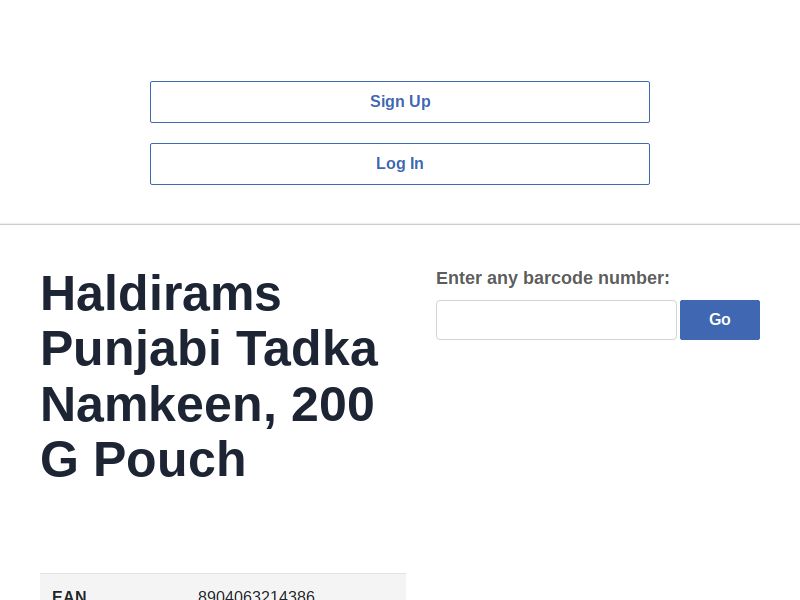 Sign Up
Log In
Haldirams
Punjabi Tadka
Namkeen, 200
G Pouch
Enter any barcode number:
Go
EAN 8904063214386